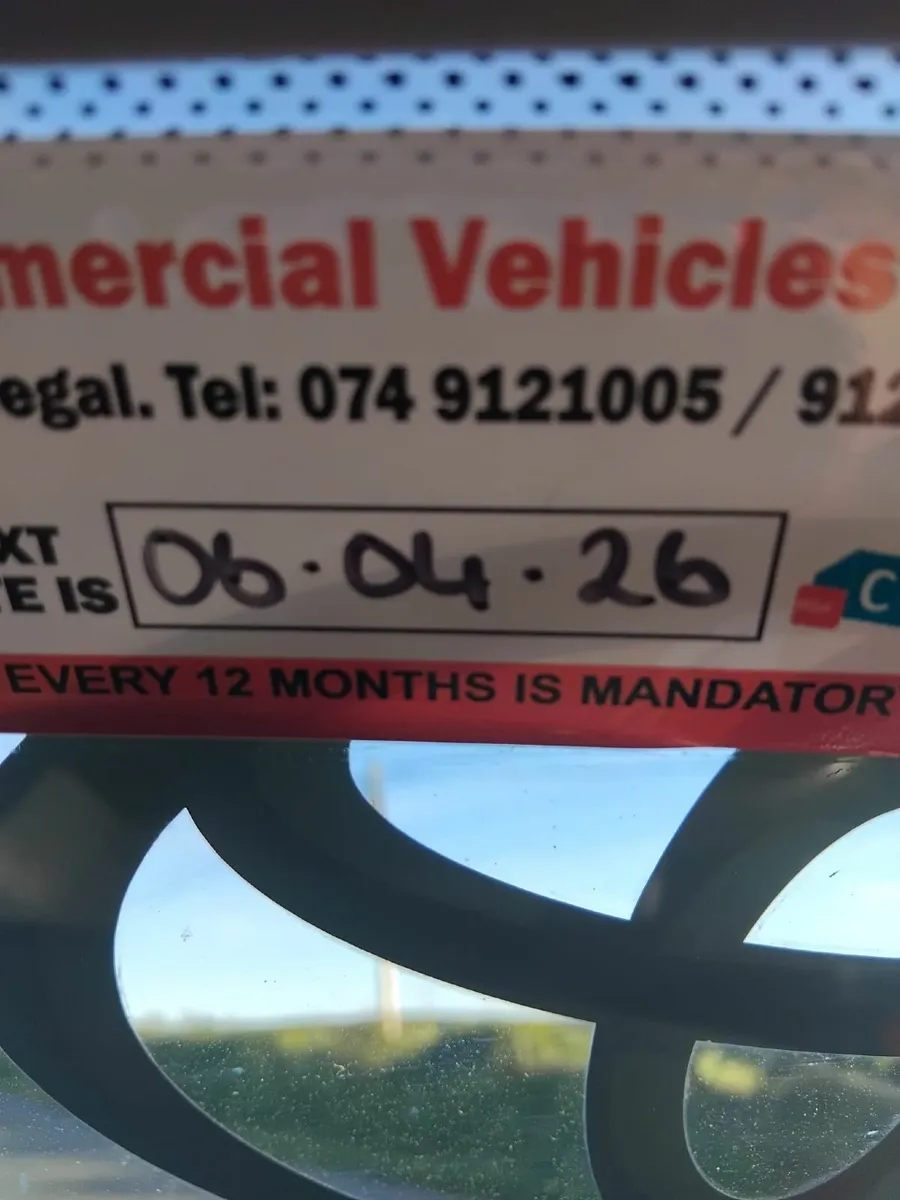 mercial Vehicles
egal. Tel: 074 9121005 / 912
XT
E IS
06.04.26
C
EVERY 12 MONTHS IS MANDATOR